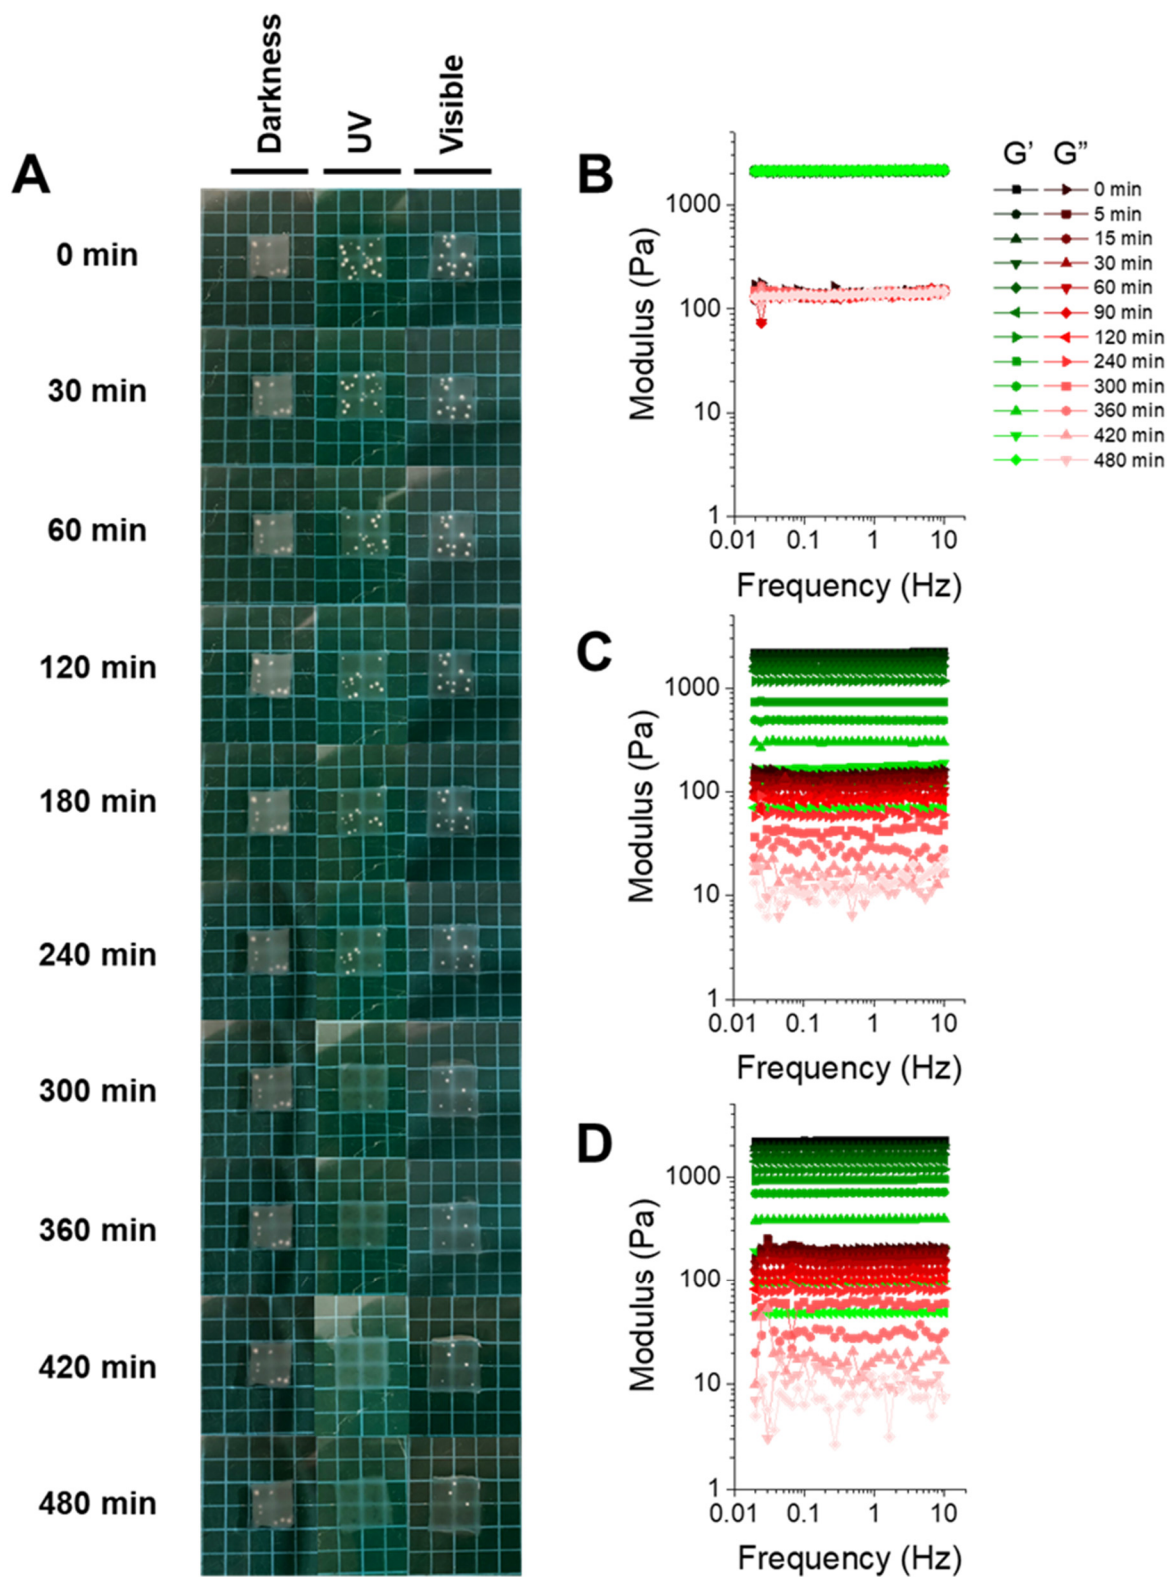 Darkness
UV
Visible
A
0 min
30 min
60 min
120 min
180 min
240 min
300 min
360 min
420 min
480 min
B
Modulus (Pa)
1000
100
10
1
0.01
0.1
1
10
Frequency (Hz)
G’ G”
0 min
5 min
15 min
30 min
60 min
90 min
120 min
240 min
300 min
360 min
420 min
480 min
C
Modulus (Pa)
1000
100
10
1
0.01
0.1
1
10
Frequency (Hz)
D
Modulus (Pa)
1000
100
10
1
0.01
0.1
1
10
Frequency (Hz)